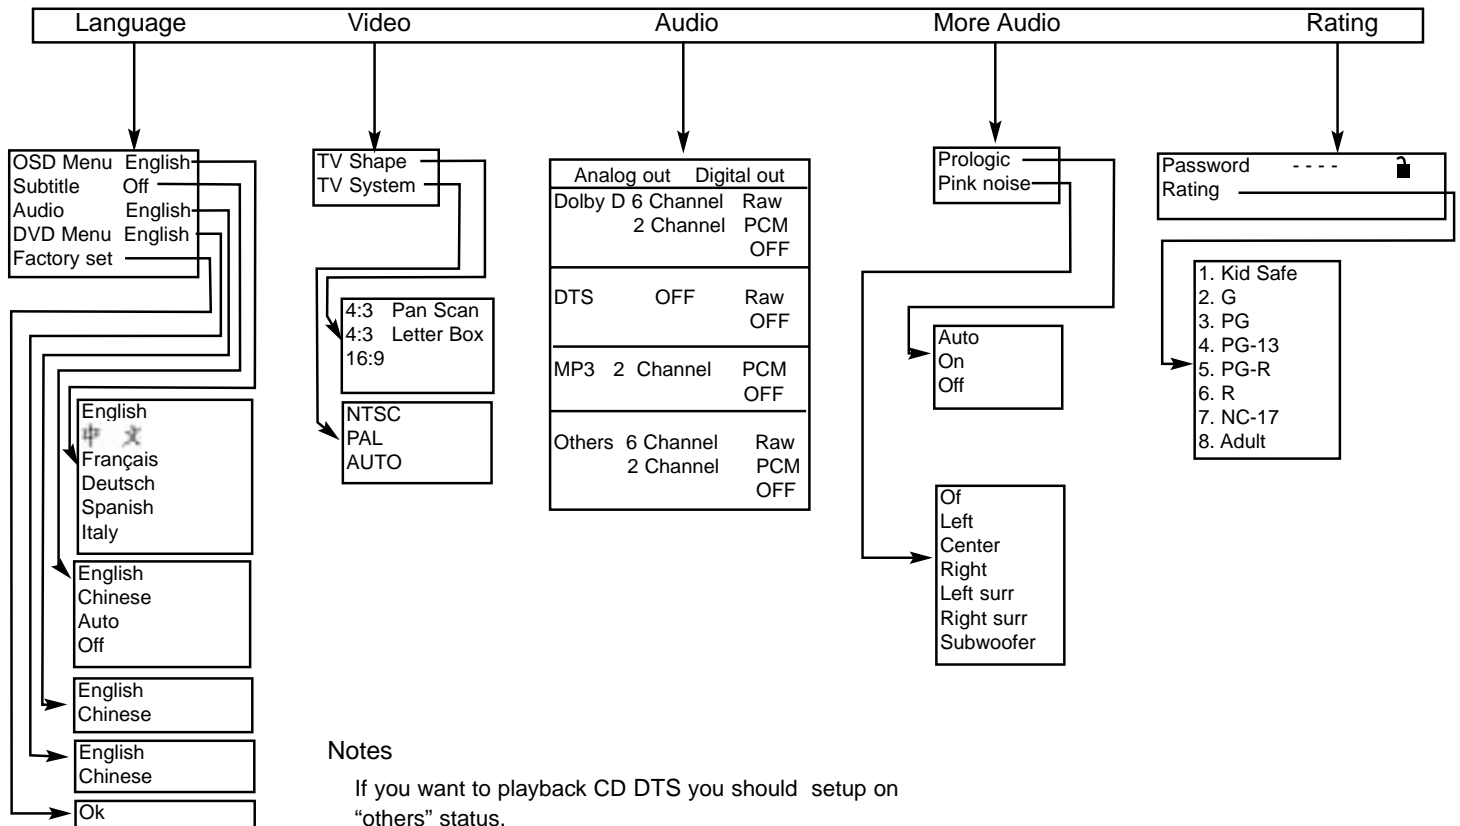 Language Video Audio More Audio Rating
OSD Menu English
Subtitle Off
Audio English
DVD Menu English
Factory set
English
中 文
Français
Deutsch
Spanish
Italy
English
Chinese
Auto
Off
English
Chinese
English
Chinese
Ok
TV Shape
TV System
4:3 Pan Scan
4:3 Letter Box
16:9
NTSC
PAL
AUTO
Analog out Digital out
Dolby D 6 Channel Raw
2 Channel PCM
OFF
DTS OFF Raw
OFF
MP3 2 Channel PCM
OFF
Others 6 Channel Raw
2 Channel PCM
OFF
Prologic
Pink noise
Auto
On
Off
Of
Left
Center
Right
Left surr
Right surr
Subwoofer
Password - - - -
Rating
1. Kid Safe
2. G
3. PG
4. PG-13
5. PG-R
6. R
7. NC-17
8. Adult
Notes
If you want to playback CD DTS you should setup on
“others” status.